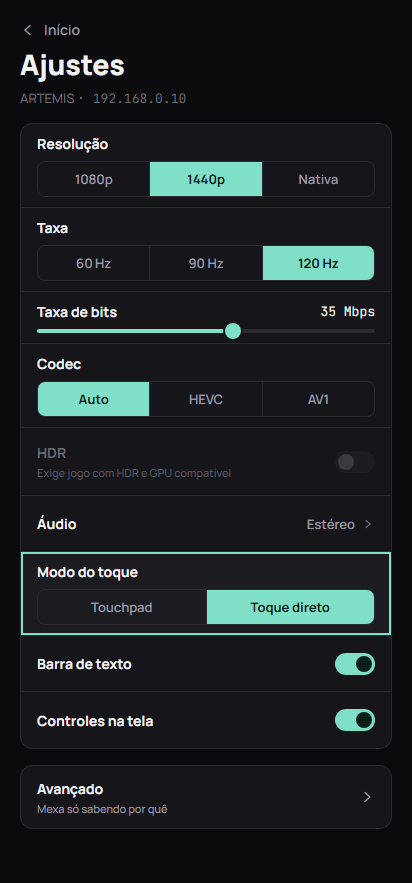 Início
Ajustes
ARTEMIS · 192.168.0.10
Resolução
1080p 1440p Nativa
Taxa
60 Hz 90 Hz 120 Hz
Taxa de bits 35 Mbps
Codec
Auto HEVC AV1
HDR
Exige jogo com HDR e GPU compatível
Áudio Estéreo
Modo do toque
Touchpad Toque direto
Barra de texto
Controles na tela
Avançado
Mexa só sabendo por quê